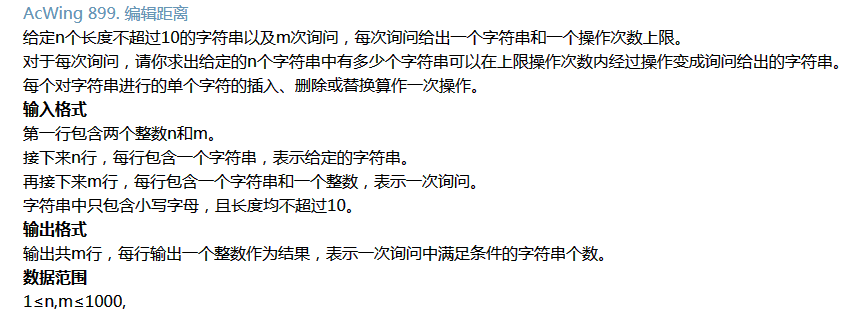 AcWing 899. 编辑距离
给定n个长度不超过10的字符串以及m次询问，每次询问给出一个字符串和一个操作次数上限。
对于每次询问，请你求出给定的n个字符串中有多少个字符串可以在上限操作次数内经过操作变成询问给出的字符串。
每个对字符串进行的单个字符的插入、删除或替换算作一次操作。
输入格式
第一行包含两个整数n和m。
接下来n行，每行包含一个字符串，表示给定的字符串。
再接下来m行，每行包含一个字符串和一个整数，表示一次询问。
字符串中只包含小写字母，且长度均不超过10。
输出格式
输出共m行，每行输出一个整数作为结果，表示一次询问中满足条件的字符串个数。
数据范围
1≤n,m≤1000,